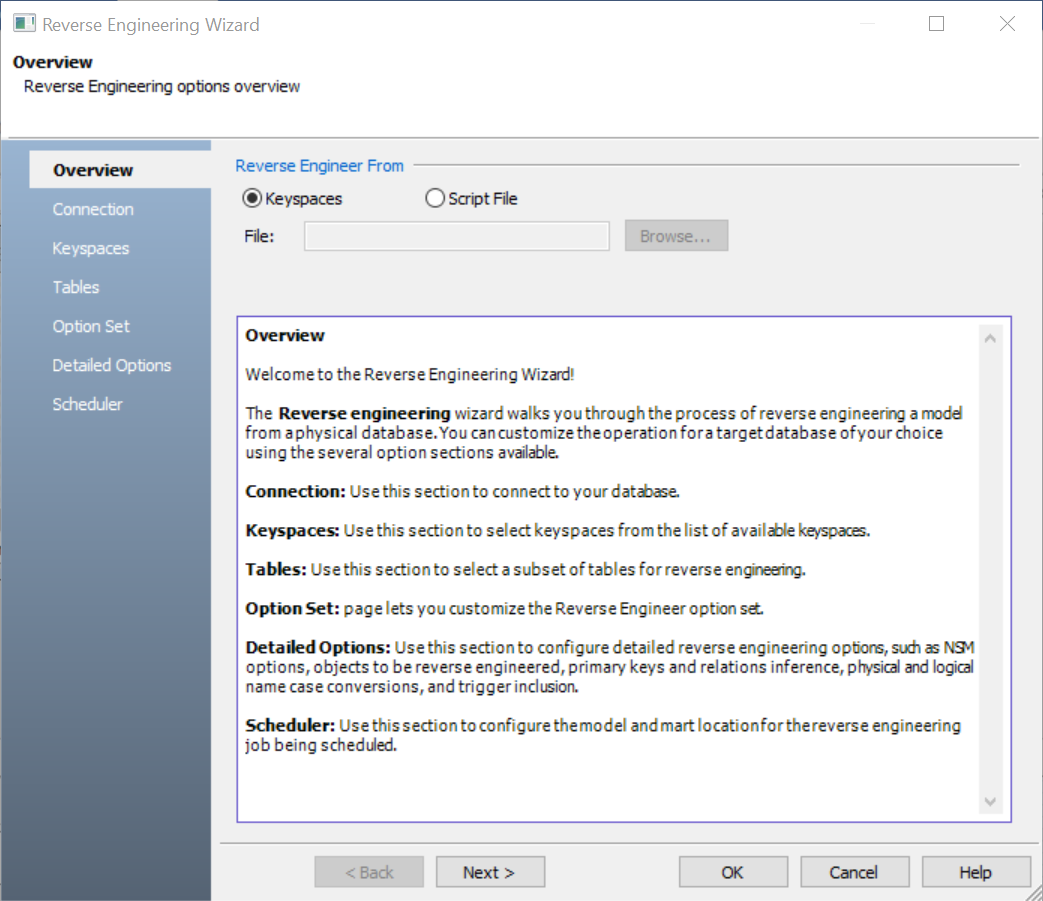 Reverse Engineering Wizard
Overview
Reverse Engineering options overview
Overview
Connection
Keyspaces
Tables
Option Set
Detailed Options
Scheduler
Reverse Engineer From
Keyspaces Script File
File: Browse...
Overview
Welcome to the Reverse Engineering Wizard!
The Reverse engineering wizard walks you through the process of reverse engineering a model
from a physical database. You can customize the operation for a target database of your choice
using the several option sections available.
Connection: Use this section to connect to your database.
Keyspaces: Use this section to select keyspaces from the list of available keyspaces.
Tables: Use this section to select a subset of tables for reverse engineering.
Option Set: page lets you customize the Reverse Engineer option set.
Detailed Options: Use this section to configure detailed reverse engineering options, such as NSM
options, objects to be reverse engineered, primary keys and relations inference, physical and logical
name case conversions, and trigger inclusion.
Scheduler: Use this section to configure the model and mart location for the reverse engineering
job being scheduled.
< Back Next > OK Cancel Help